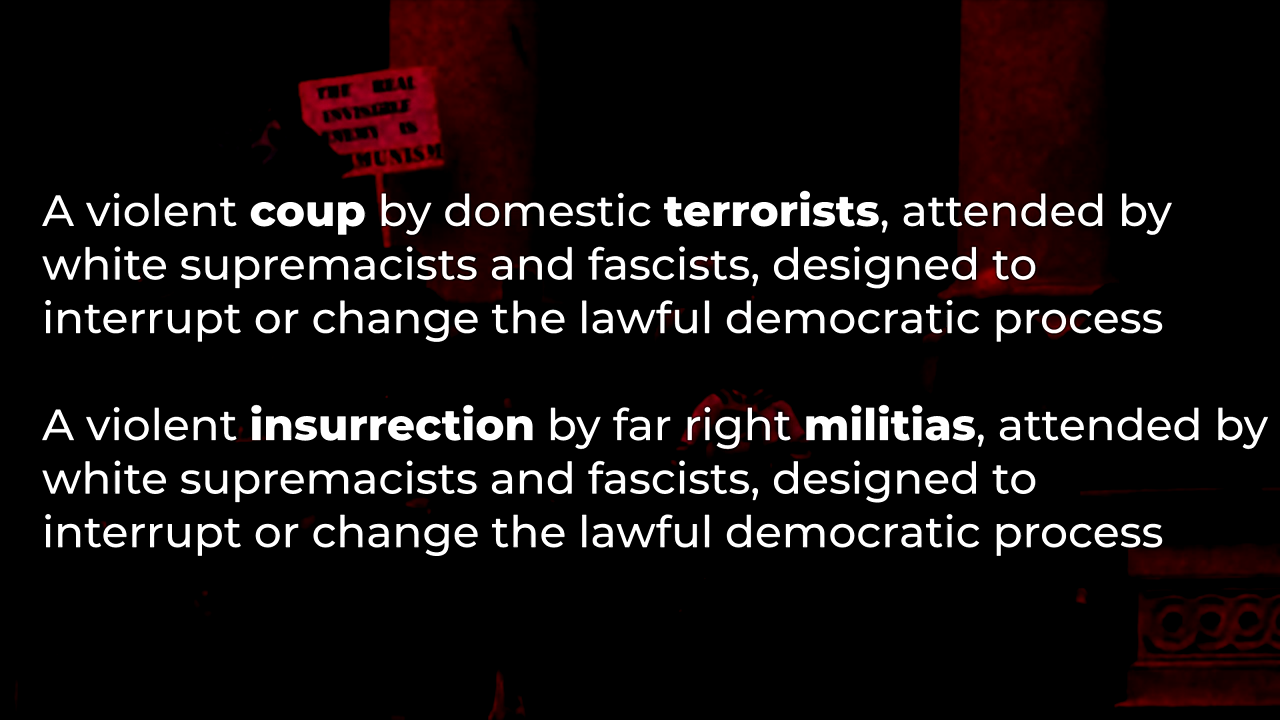 THE REAL
INVISIBLE
ENEMY IS
MUNISM
A violent coup by domestic terrorists, attended by
white supremacists and fascists, designed to
interrupt or change the lawful democratic process
A violent insurrection by far right militias, attended by
white supremacists and fascists, designed to
interrupt or change the lawful democratic process